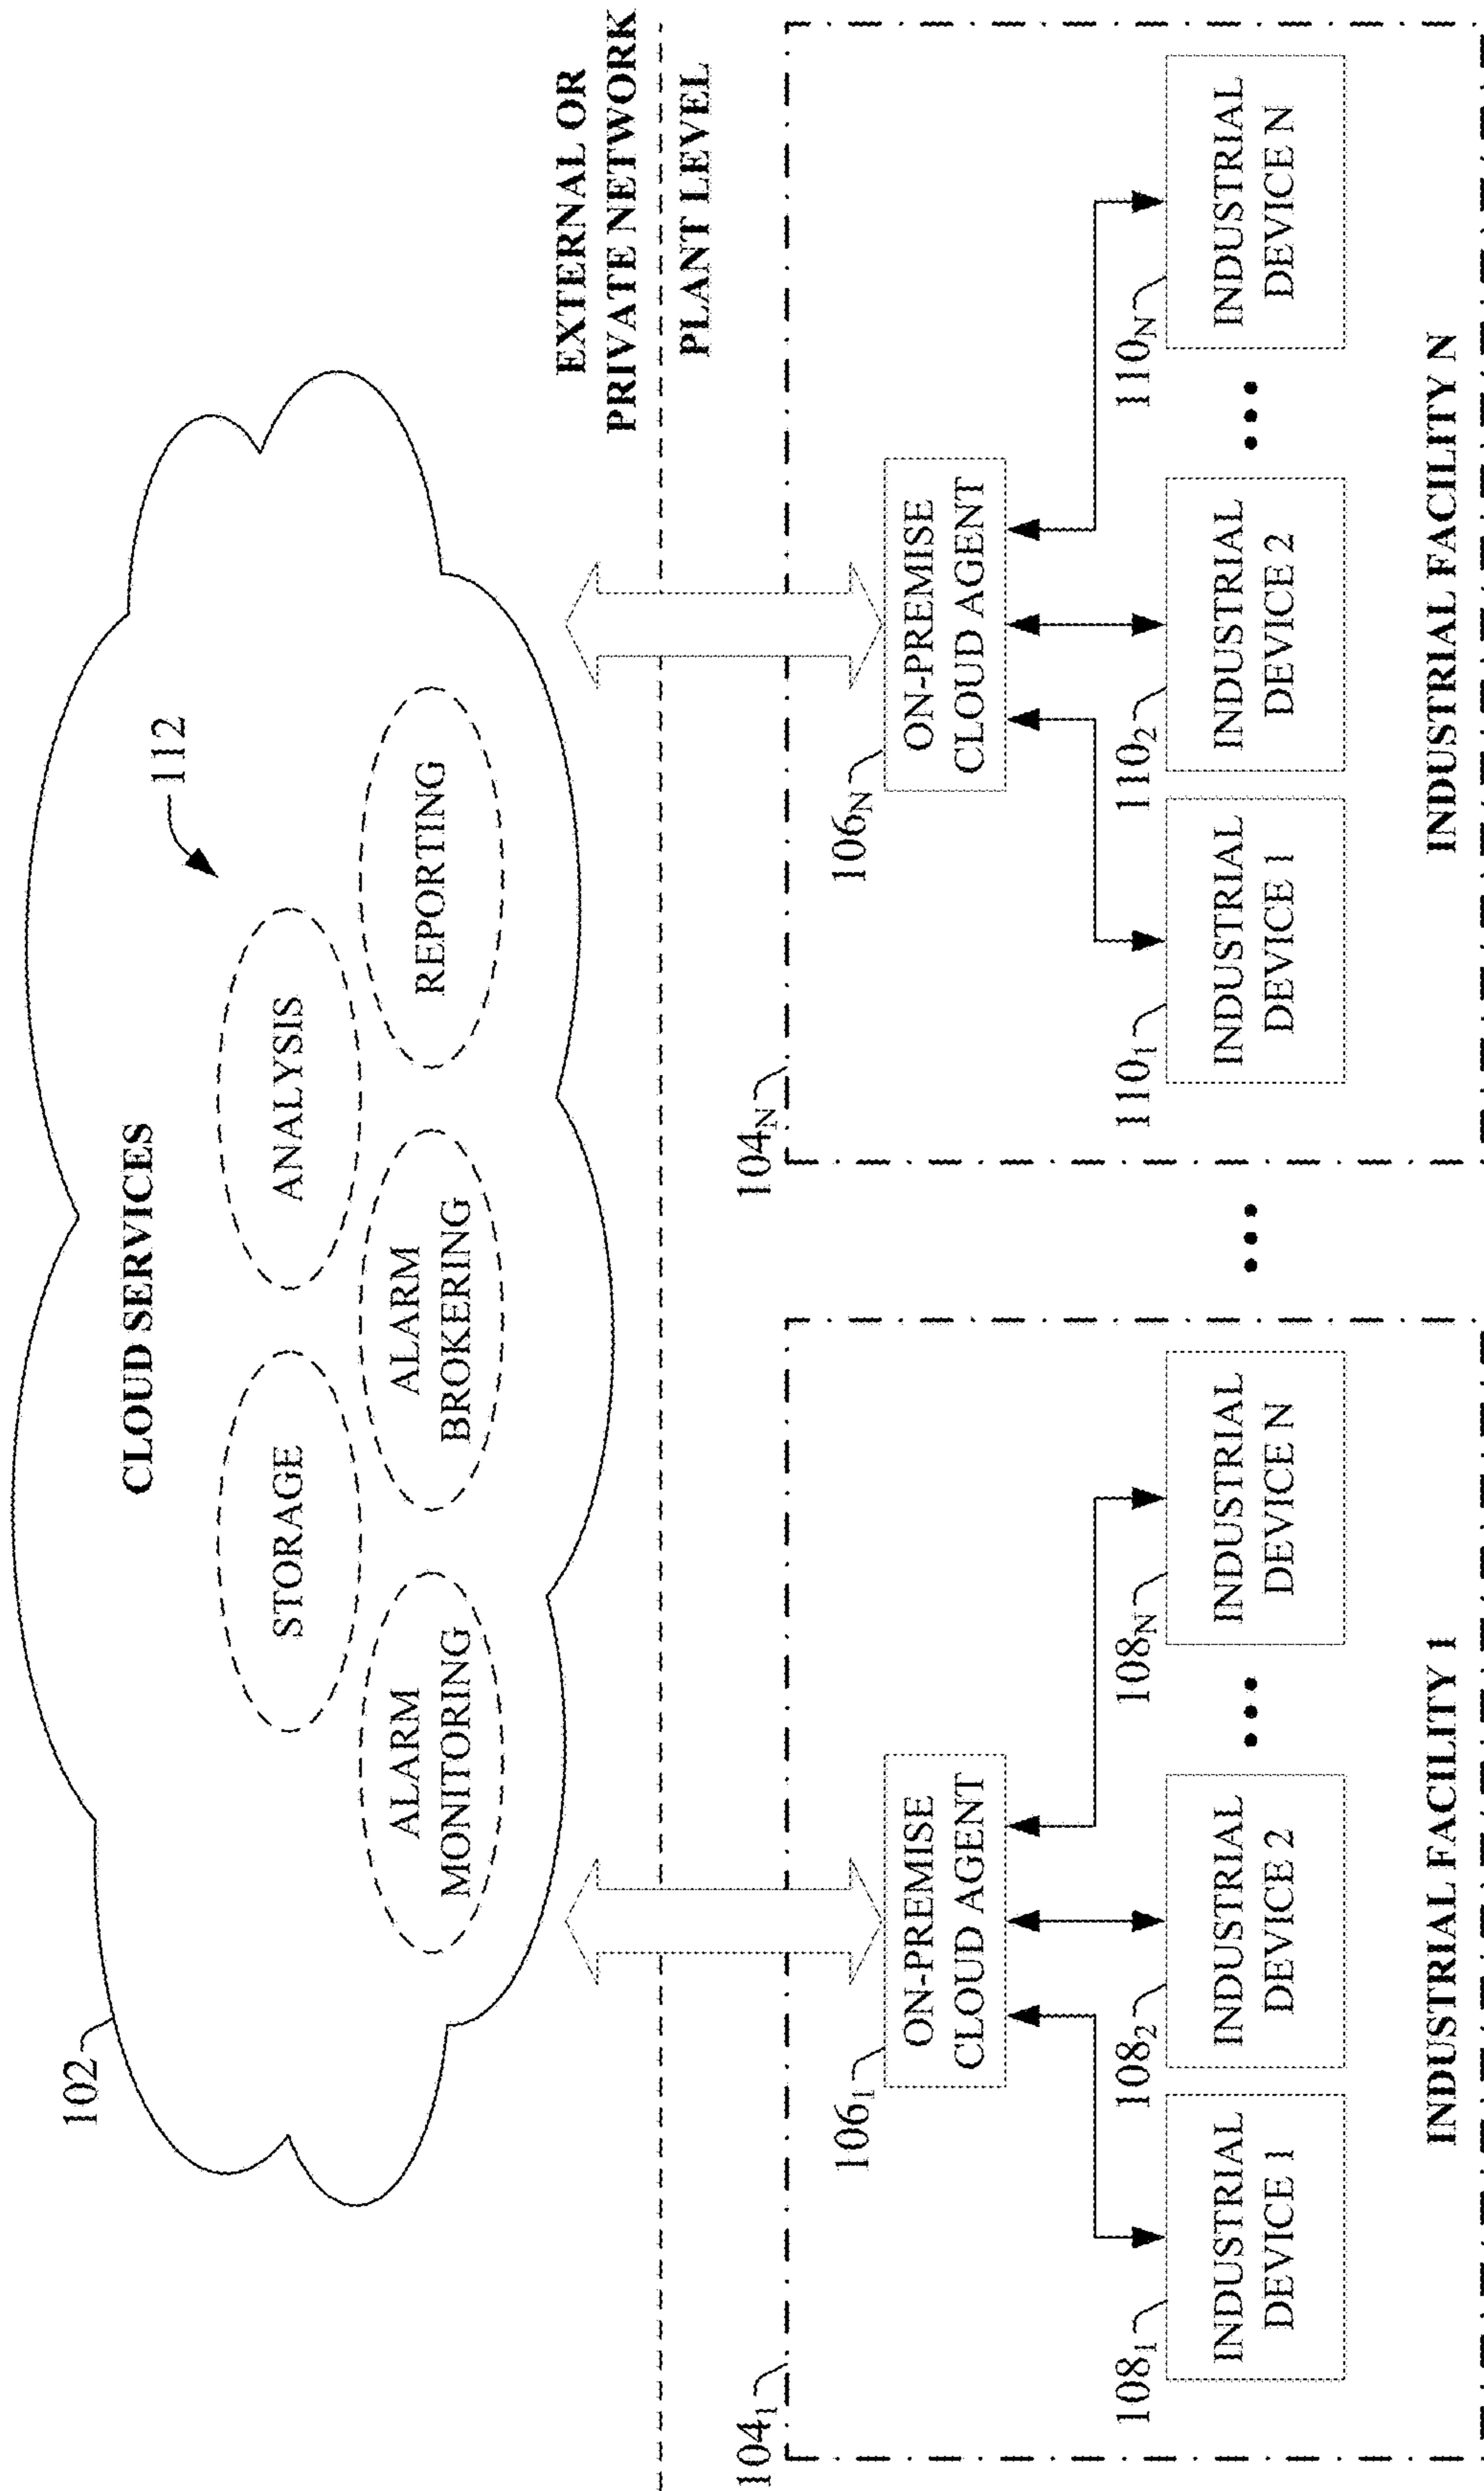 102
CLOUD SERVICES
112
STORAGE
ANALYSIS
ALARM
MONITORING
ALARM
BROKERING
REPORTING
EXTERNAL OR
PRIVATE NETWORK
PLANT LEVEL
104₁
106₁
ON-PREMISE
CLOUD AGENT
108₁
INDUSTRIAL
DEVICE 1
108₂
INDUSTRIAL
DEVICE 2
•••
108N
INDUSTRIAL
DEVICE N
INDUSTRIAL FACILITY 1
•••
104N
106N
ON-PREMISE
CLOUD AGENT
110₁
INDUSTRIAL
DEVICE 1
110₂
INDUSTRIAL
DEVICE 2
•••
110N
INDUSTRIAL
DEVICE N
INDUSTRIAL FACILITY N